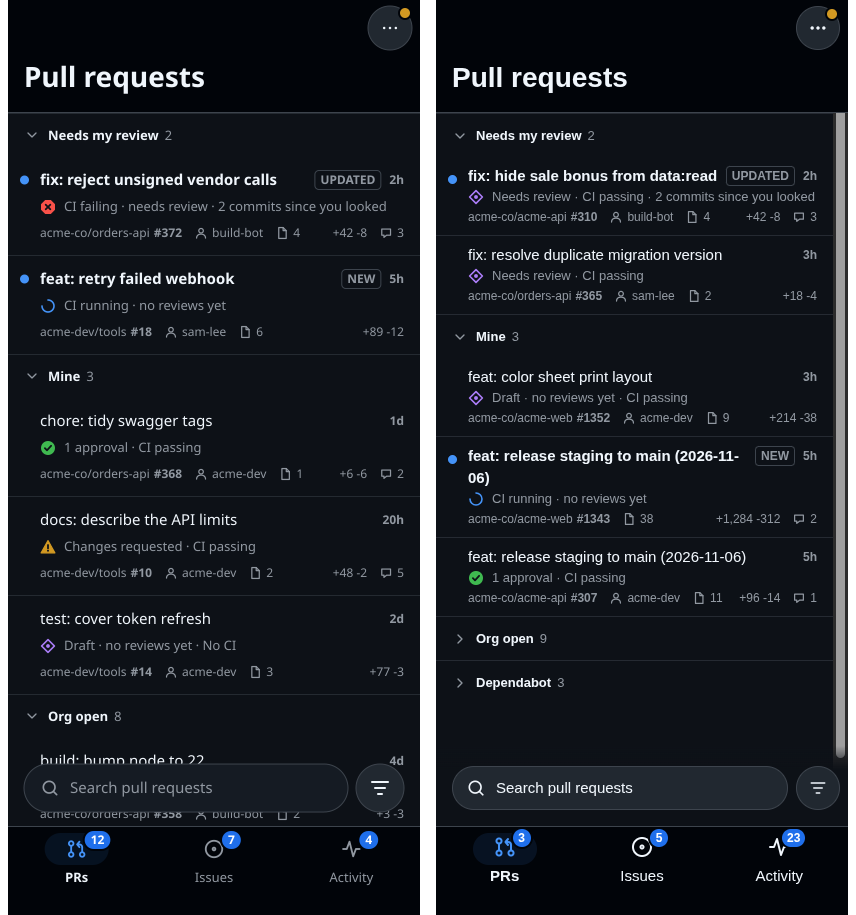 Pull requests
Needs my review 2
fix: reject unsigned vendor calls UPDATED 2h
CI failing · needs review · 2 commits since you looked
acme-co/orders-api #372 build-bot 4 +42 -8 3
feat: retry failed webhook NEW 5h
CI running · no reviews yet
acme-dev/tools #18 sam-lee 6 +89 -12
Mine 3
chore: tidy swagger tags 1d
1 approval · CI passing
acme-co/orders-api #368 acme-dev 1 +6 -6 2
docs: describe the API limits 20h
Changes requested · CI passing
acme-dev/tools #10 acme-dev 2 +48 -2 5
test: cover token refresh 2d
Draft · no reviews yet · No CI
acme-dev/tools #14 acme-dev 3 +77 -3
Org open 8
build: bump node to 22 4d
Search pull requests
acme-co/orders-api #358 build-bot 2 +3 -3
12 7 4
PRs Issues Activity
Pull requests
Needs my review 2
fix: hide sale bonus from data:read UPDATED 2h
Needs review · CI passing · 2 commits since you looked
acme-co/acme-api #310 build-bot 4 +42 -8 3
fix: resolve duplicate migration version 3h
Needs review · CI passing
acme-co/orders-api #365 sam-lee 2 +18 -4
Mine 3
feat: color sheet print layout 3h
Draft · no reviews yet · CI passing
acme-co/acme-web #1352 acme-dev 9 +214 -38
feat: release staging to main (2026-11- NEW 5h
06)
CI running · no reviews yet
acme-co/acme-web #1343 38 +1,284 -312 2
feat: release staging to main (2026-11-06) 5h
1 approval · CI passing
acme-co/acme-api #307 acme-dev 11 +96 -14 1
Org open 9
Dependabot 3
Search pull requests
3 5 23
PRs Issues Activity